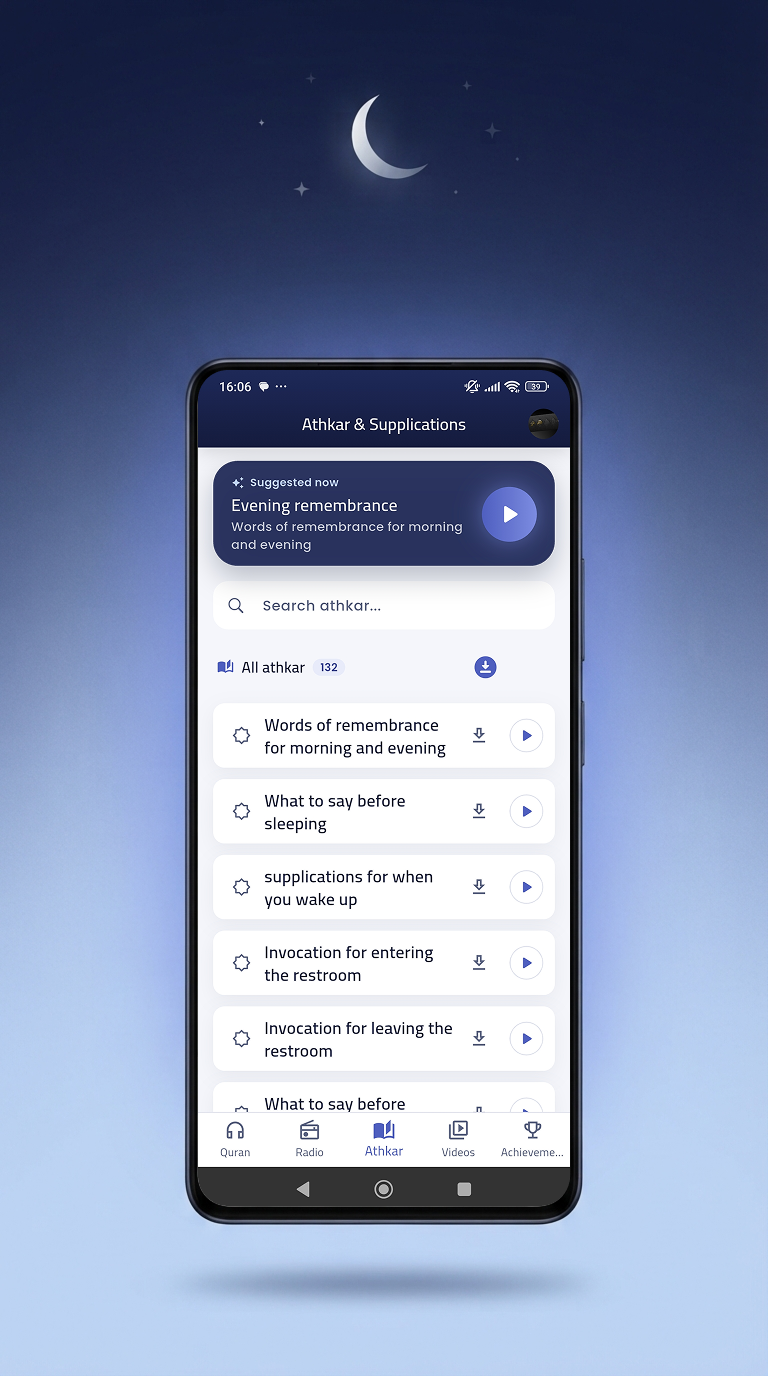 16:06
39
Athkar & Supplications
Suggested now
Evening remembrance
Words of remembrance for morning
and evening
Search athkar...
All athkar 132
Words of remembrance
for morning and evening
What to say before
sleeping
supplications for when
you wake up
Invocation for entering
the restroom
Invocation for leaving the
restroom
What to say before
Quran
Radio
Athkar
Videos
Achieveme...